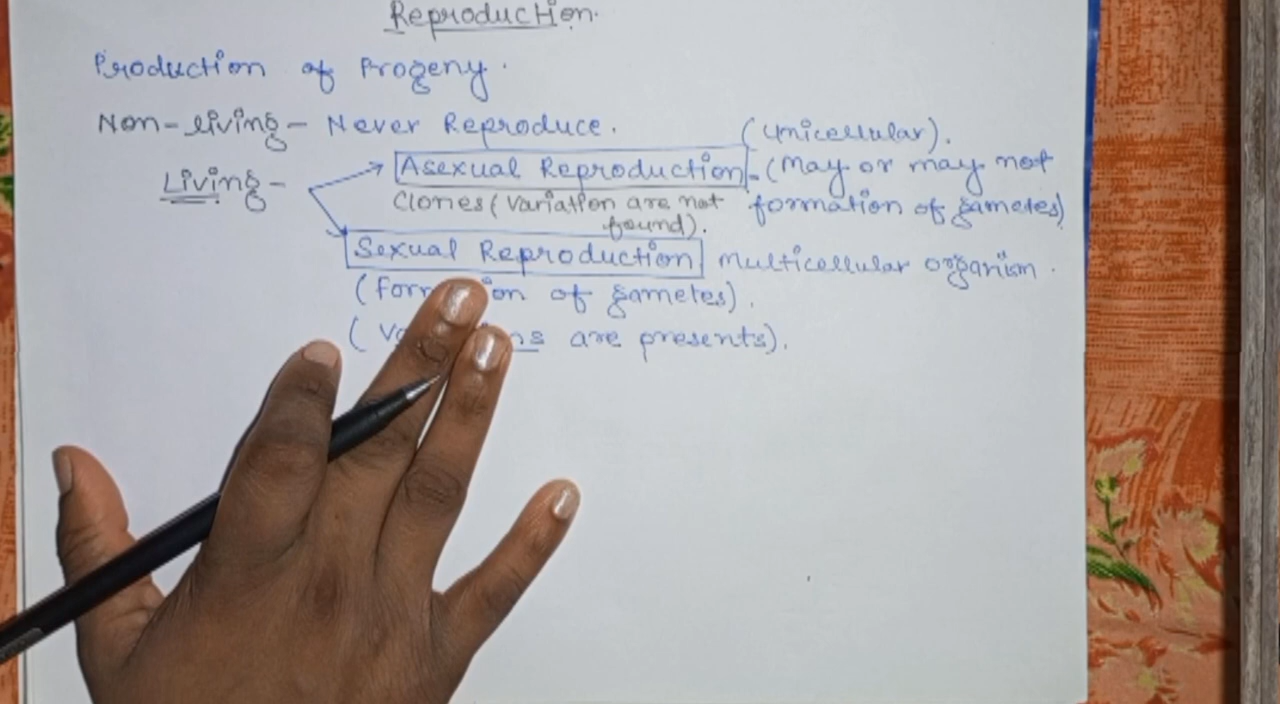 Reproduction.
Production of Progeny.
Non-living - Never Reproduce.
(Unicellular).
Living - Asexual Reproduction - (May or may not
Clones (Variation are not formation of gametes)
found).
Sexual Reproduction multicellular organism.
( of gametes).
( are presents).